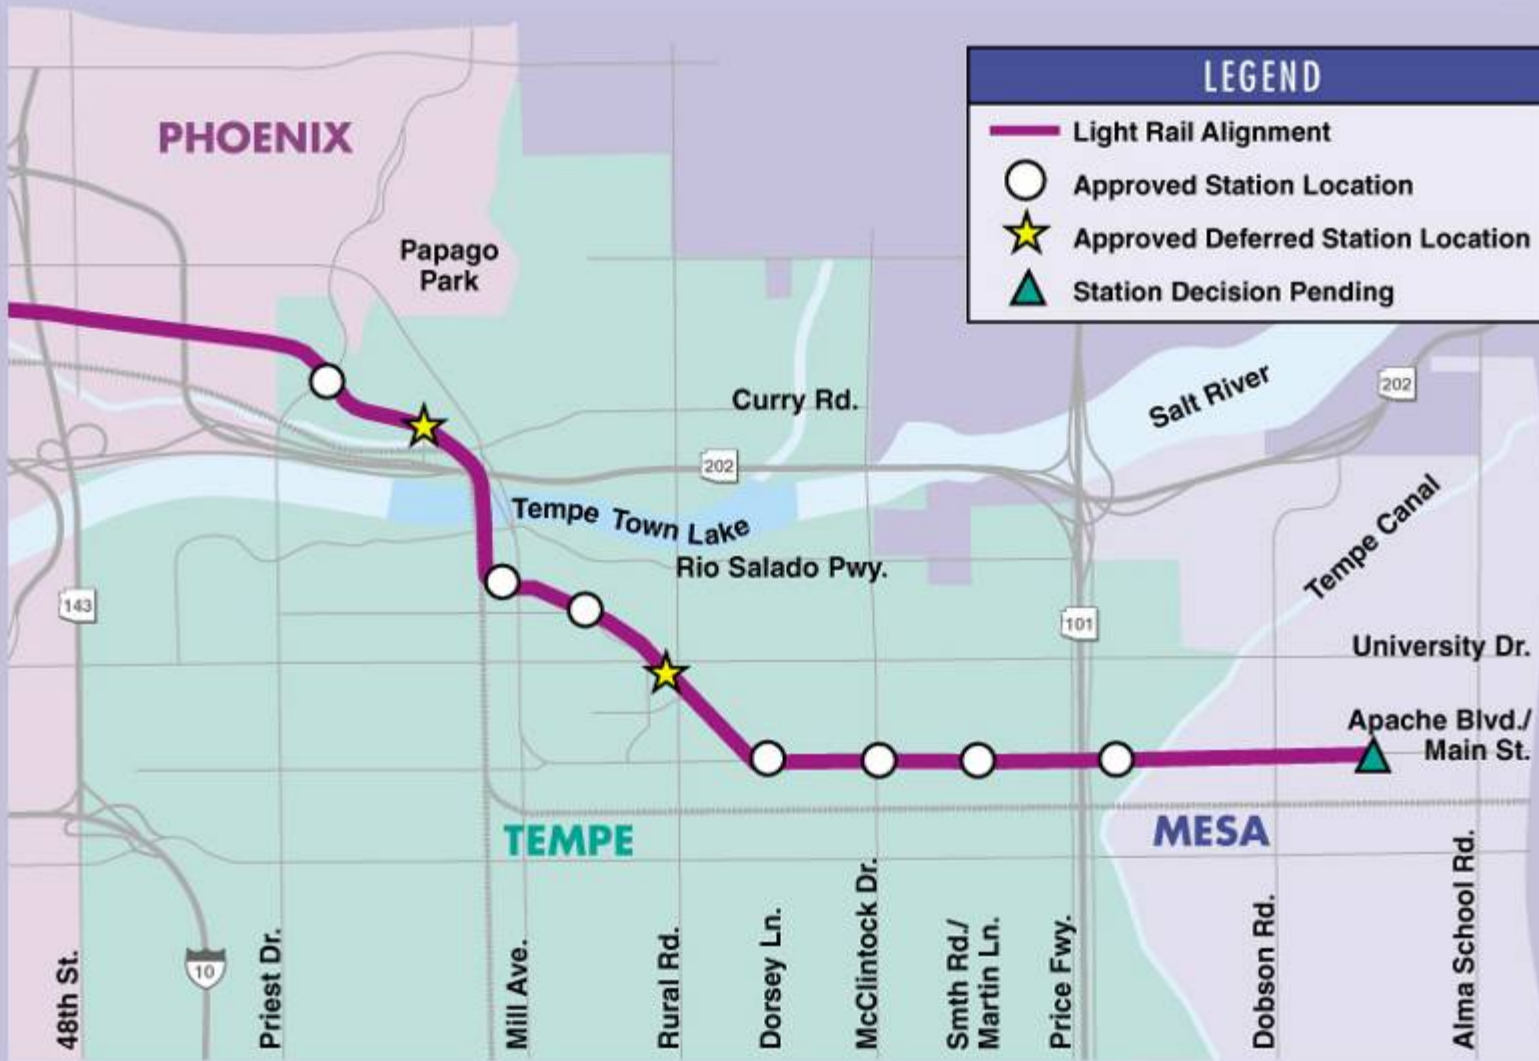 LEGEND
Light Rail Alignment
Approved Station Location
Approved Deferred Station Location
Station Decision Pending
PHOENIX
Papago
Park
Curry Rd.
Salt River
202
202
Tempe Town Lake
Tempe Canal
Rio Salado Pwy.
143
101
University Dr.
Apache Blvd./
Main St.
TEMPE
MESA
10
48th St.
Priest Dr.
Mill Ave.
Rural Rd.
Dorsey Ln.
McClintock Dr.
Smth Rd./
Martin Ln.
Price Fwy.
Dobson Rd.
Alma School Rd.